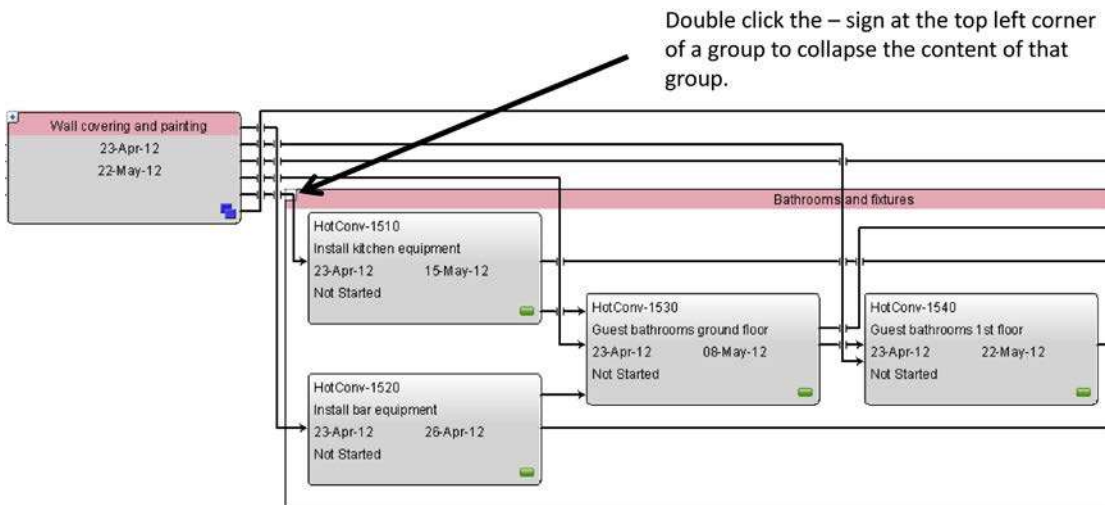 Double click the – sign at the top left corner
of a group to collapse the content of that
group.
Wall covering and painting
23-Apr-12
22-May-12
Bathrooms and fixtures
HotConv-1510
Install kitchen equipment
23-Apr-12 15-May-12
Not Started
HotConv-1530
Guest bathrooms ground floor
23-Apr-12 08-May-12
Not Started
HotConv-1540
Guest bathrooms 1st floor
23-Apr-12 22-May-12
Not Started
HotConv-1520
Install bar equipment
23-Apr-12 26-Apr-12
Not Started